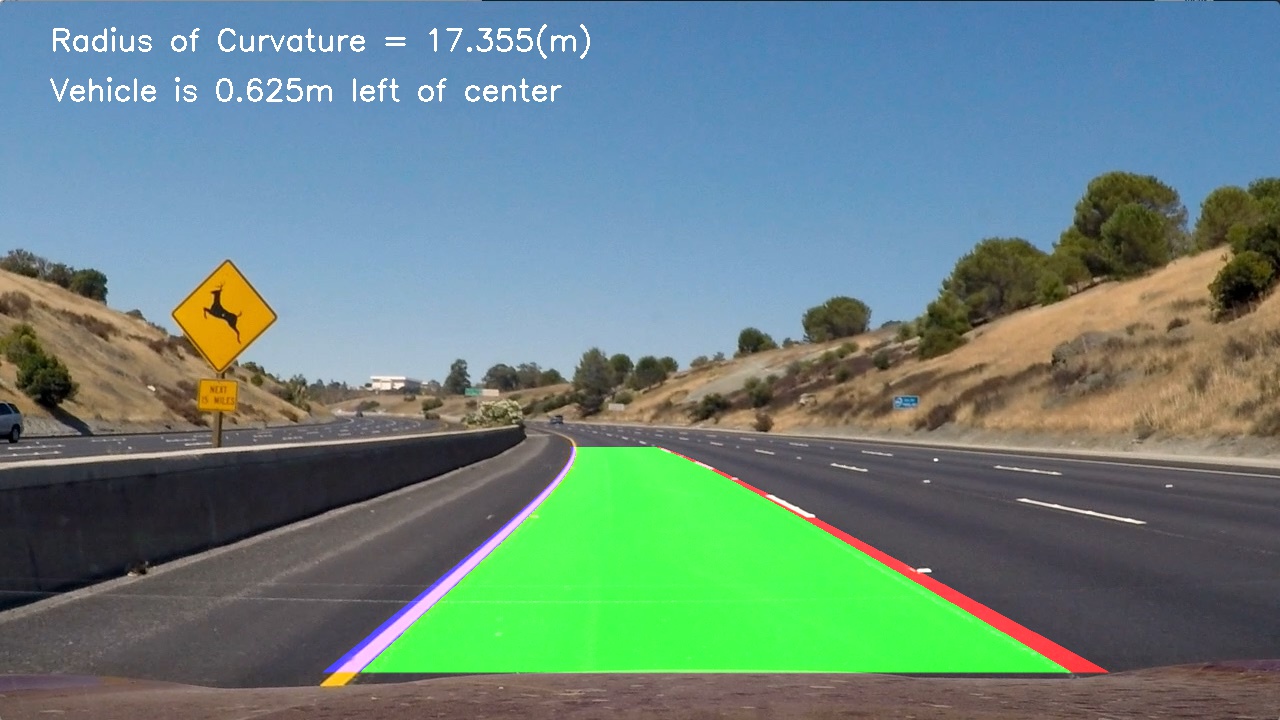 Radius of Curvature = 17.355(m)
Vehicle is 0.625m left of center
NEXT
15 MILES